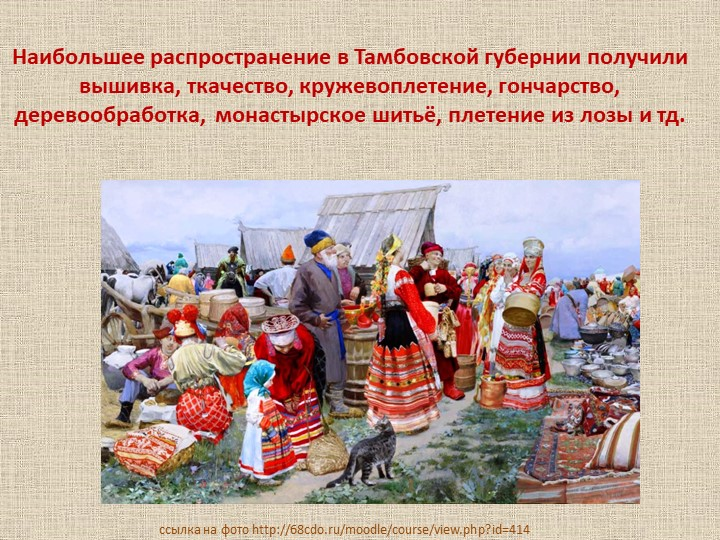 Наибольшее распространение в Тамбовской губернии получили
вышивка, ткачество, кружевоплетение, гончарство,
деревообработка, монастырское шитьё, плетение из лозы и тд.
ссылка на фото http://68cdo.ru/moodle/course/view.php?id=414